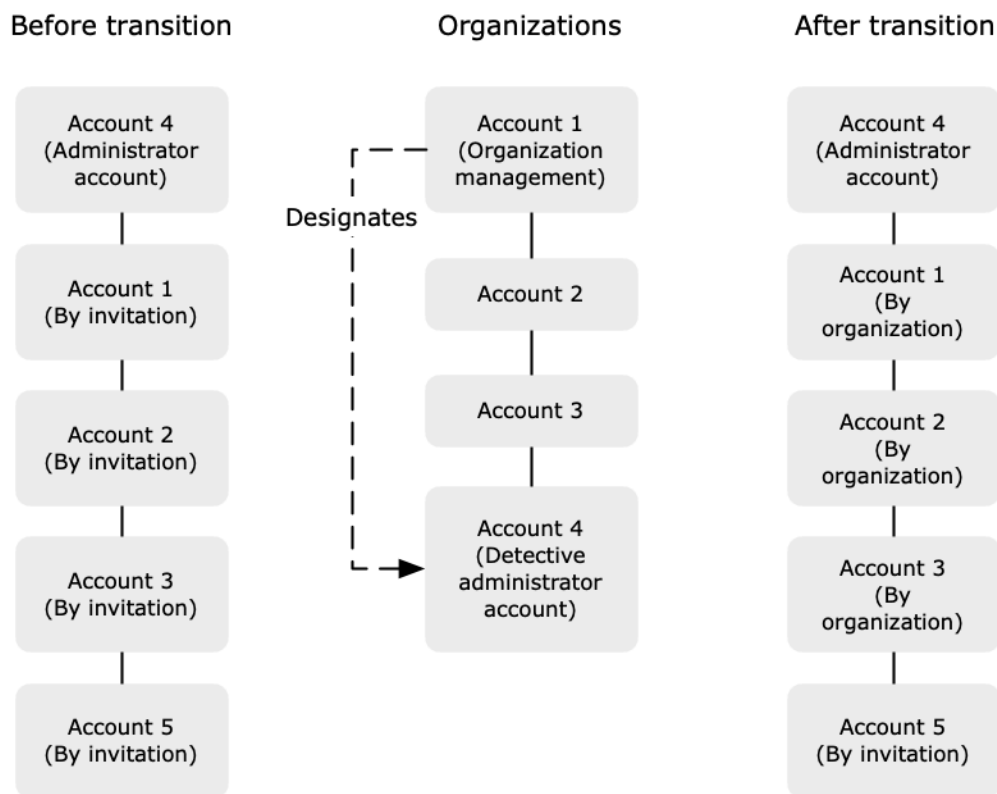 Before transition
Account 4
(Administrator
account)
Account 1
(By invitation)
Account 2
(By invitation)
Account 3
(By invitation)
Account 5
(By invitation)
Organizations
Account 1
(Organization
management)
Designates
Account 2
Account 3
Account 4
(Detective
administrator
account)
After transition
Account 4
(Administrator
account)
Account 1
(By
organization)
Account 2
(By
organization)
Account 3
(By
organization)
Account 5
(By invitation)